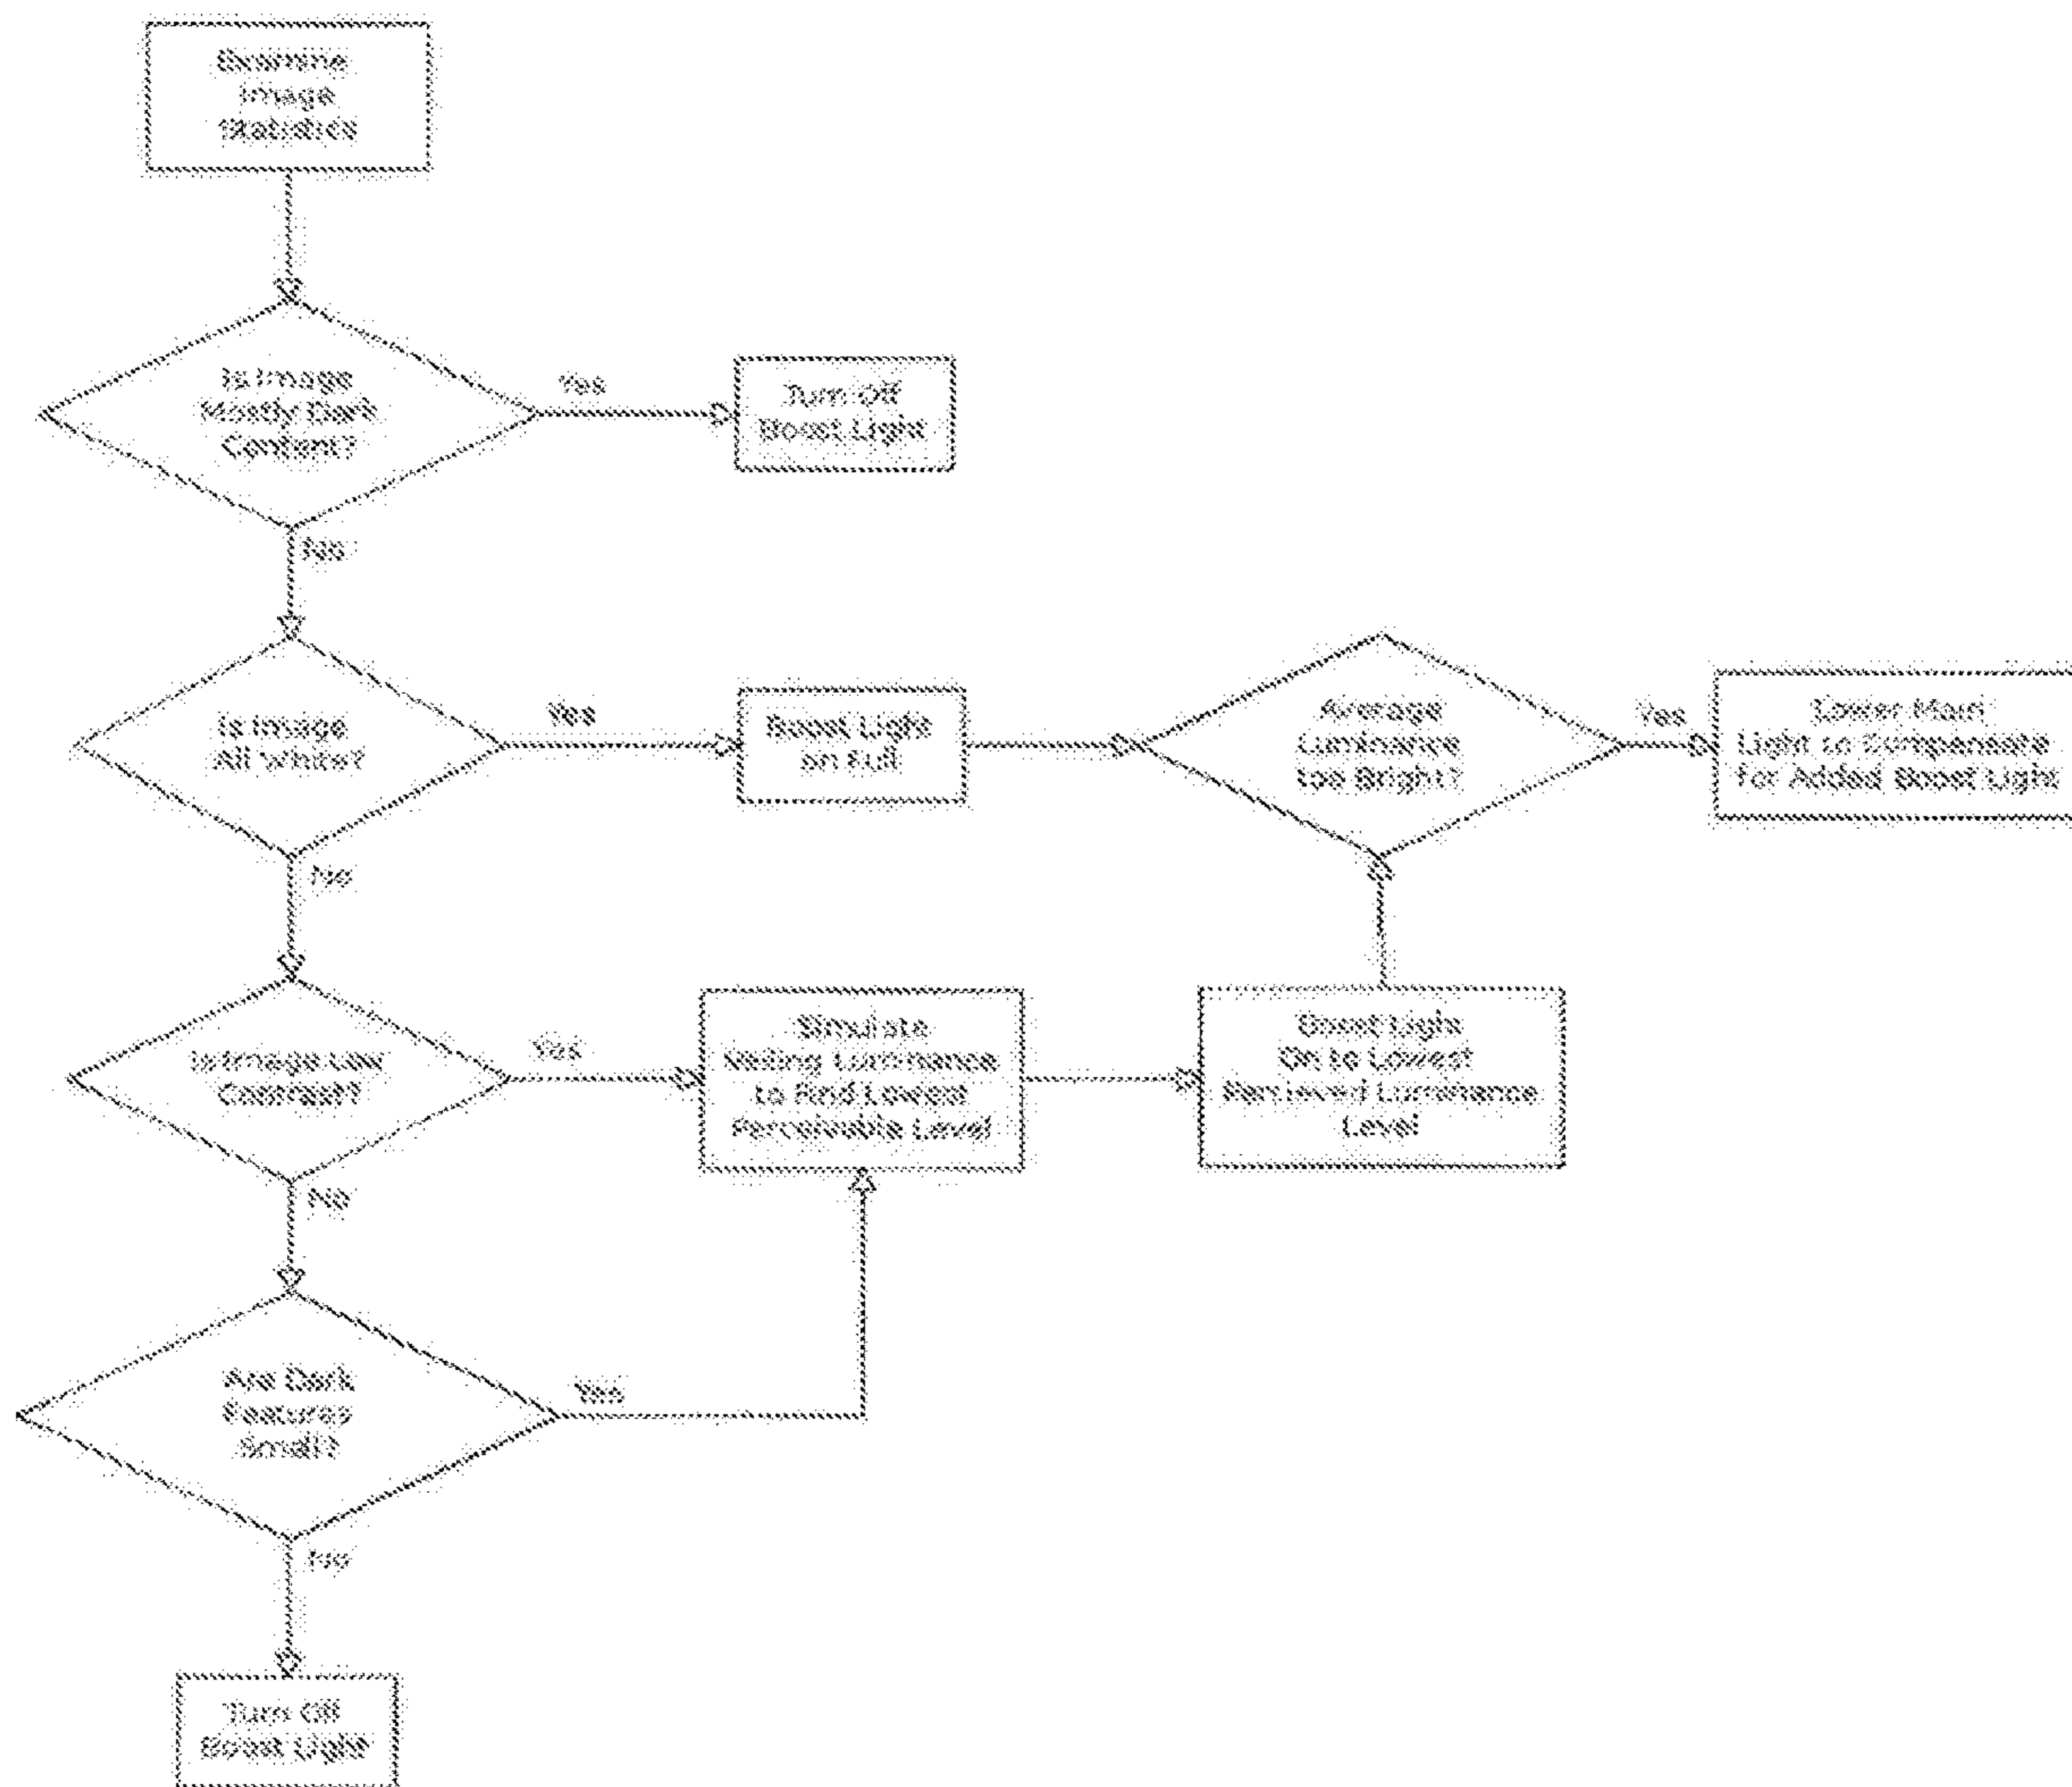 Examine
Image
Statistics
Is Image
Mostly Dark
Content?
Yes
Turn Off
Boost Light
No
Is Image
All White?
Yes
Boost Light
on Full
Average
Luminance
too Bright?
Yes
Lower Main
Light to Compensate
for Added Boost Light
No
Is Image Low
Contrast?
Yes
Simulate
Veiling Luminance
to Find Lowest
Perceivable Level
Boost Light
On to Lowest
Luminance
Level
No
Are Dark
Features
Small?
Yes
No
Turn Off
Boost Light